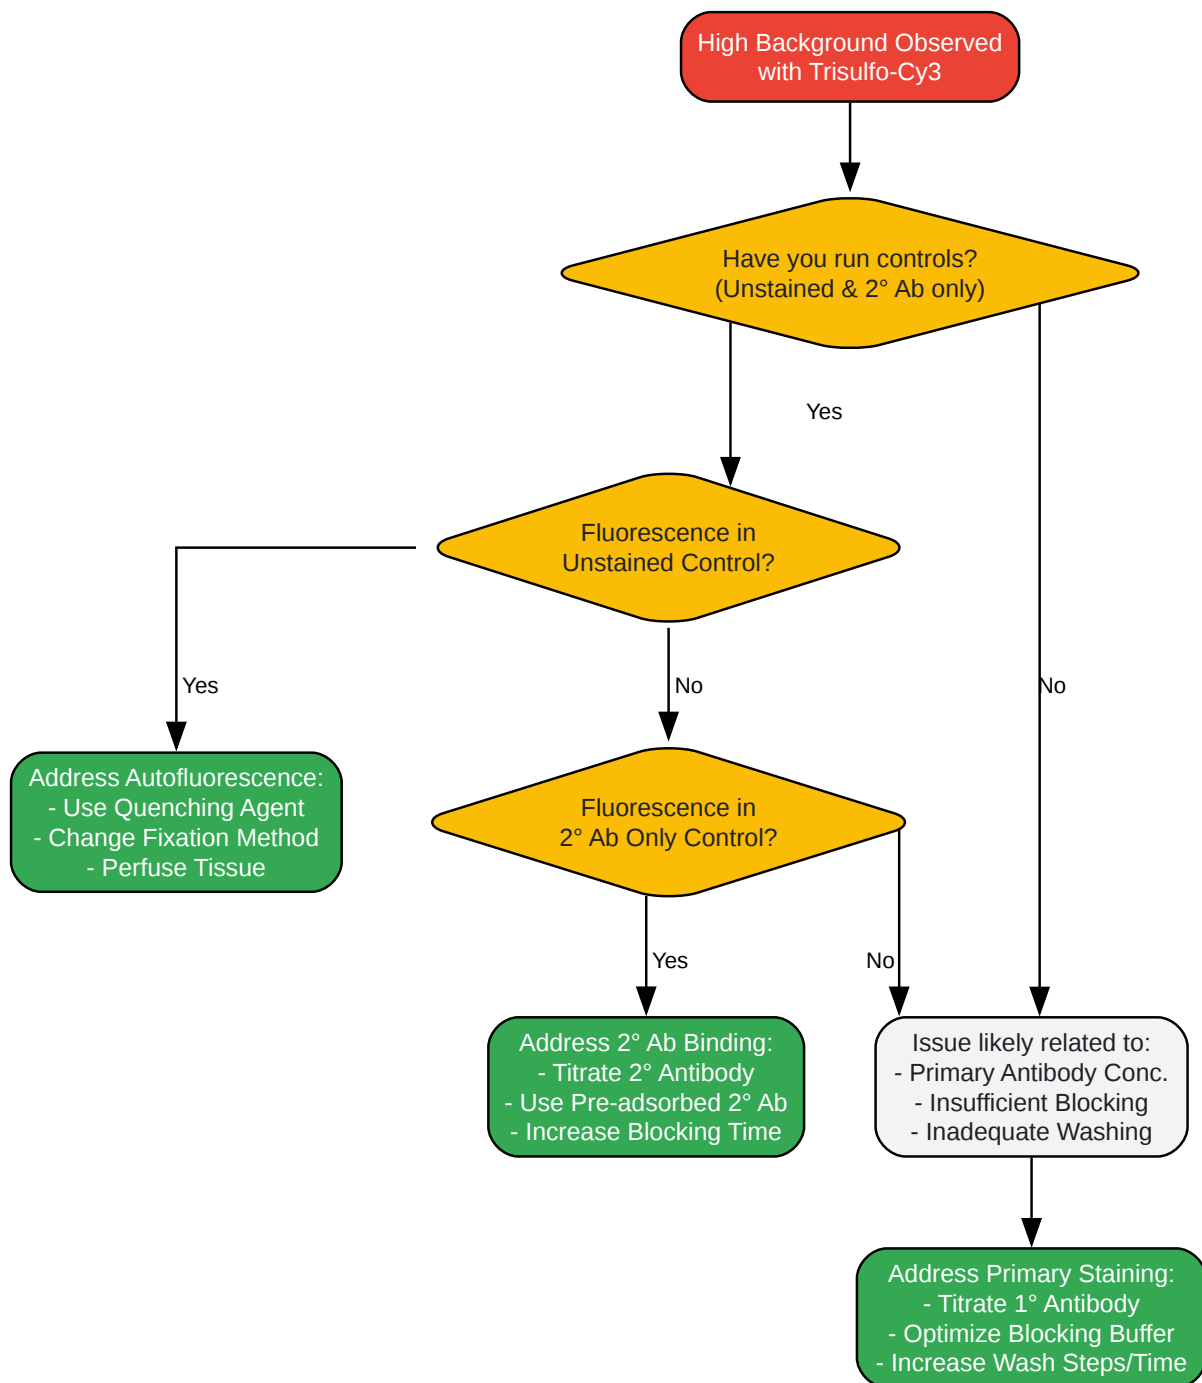 High Background Observed
with Trisulfo-Cy3
Have you run controls?
(Unstained & 2° Ab only)
Yes
Fluorescence in
Unstained Control?
Yes
No
No
Address Autofluorescence:
- Use Quenching Agent
- Change Fixation Method
- Perfuse Tissue
Fluorescence in
2° Ab Only Control?
Yes
No
Address 2° Ab Binding:
- Titrate 2° Antibody
- Use Pre-adsorbed 2° Ab
- Increase Blocking Time
Issue likely related to:
- Primary Antibody Conc.
- Insufficient Blocking
- Inadequate Washing
Address Primary Staining:
- Titrate 1° Antibody
- Optimize Blocking Buffer
- Increase Wash Steps/Time